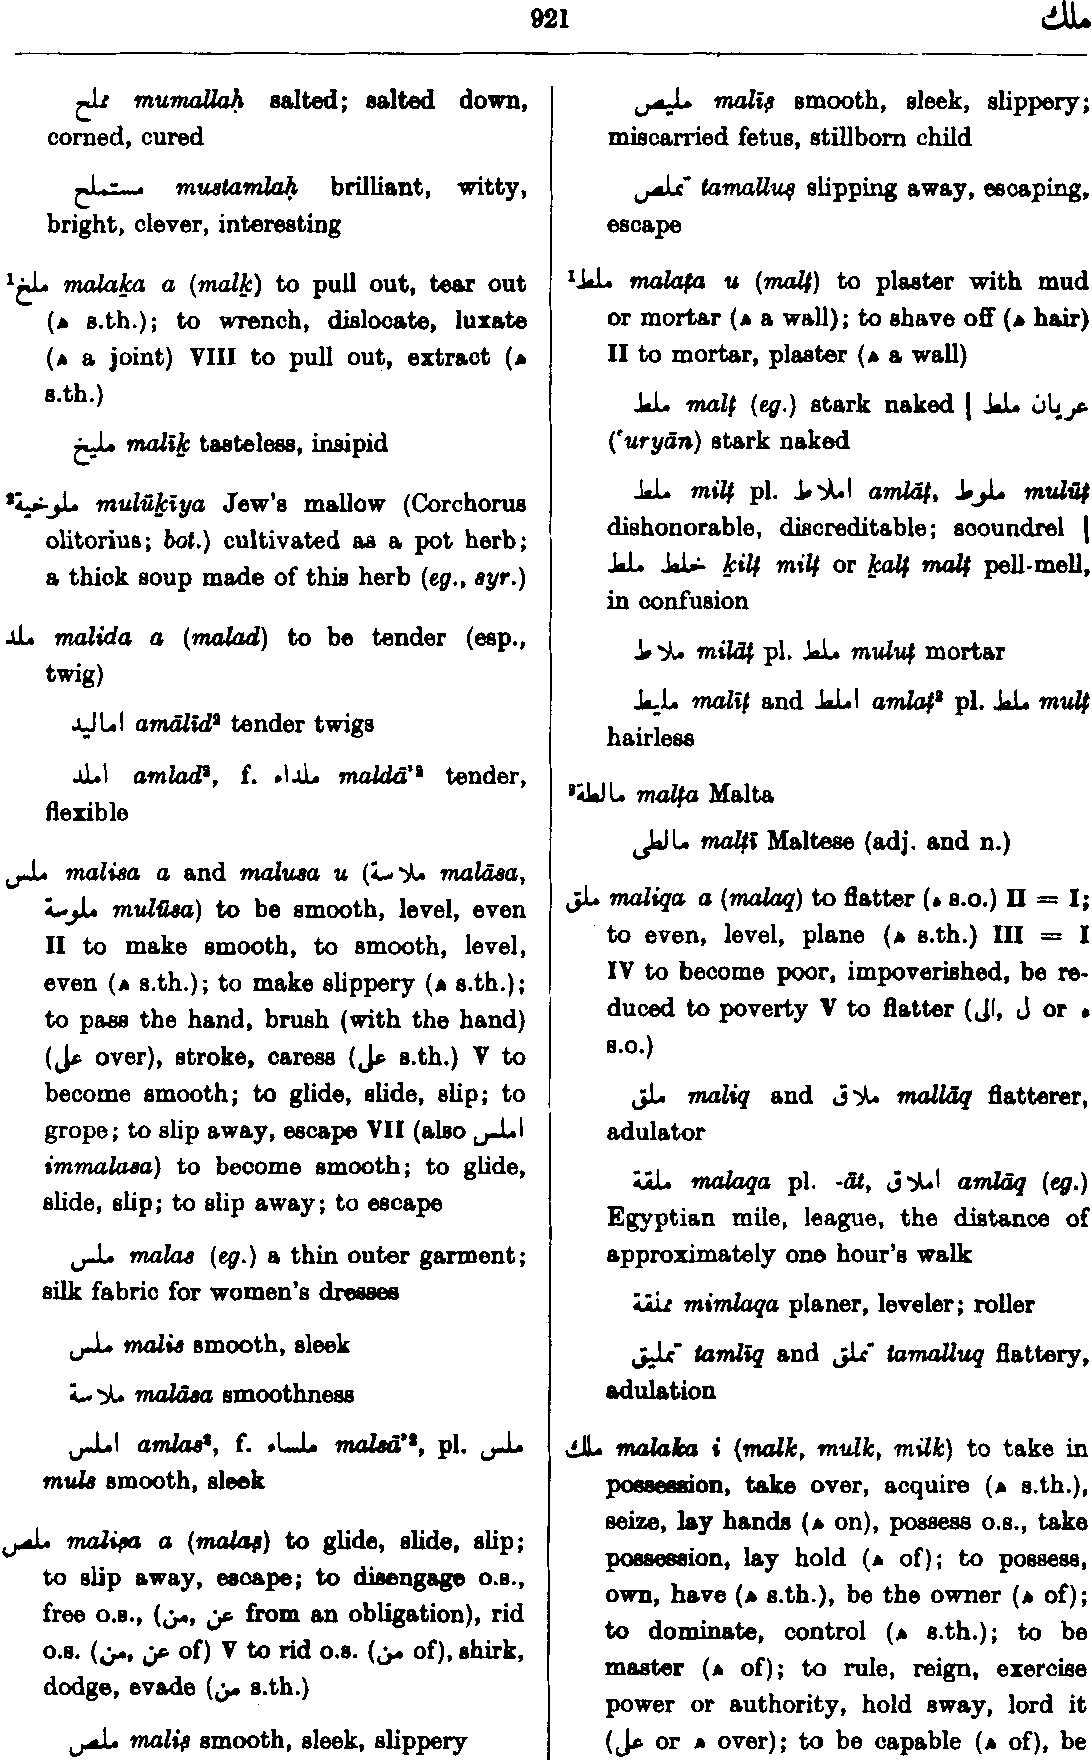 921
ملك
مملح mumallaḥ salted; salted down,
corned, cured
مستملح mustamlaḥ brilliant, witty,
bright, clever, interesting
¹ملخ malaḵa a (malḵ) to pull out, tear out
(ه s.th.); to wrench, dislocate, luxate
(ه a joint) VIII to pull out, extract (ه
s.th.)
مليخ malīḵ tasteless, insipid
²ملوخية mulūḵīya Jew's mallow (Corchorus
olitorius; bot.) cultivated as a pot herb;
a thick soup made of this herb (eg., syr.)
ملد malida a (malad) to be tender (esp.,
twig)
اماليد amālīd² tender twigs
املد amlad², f. ملداء maldā'² tender,
flexible
ملس malisa a and malusa u (ملاسة malāsa,
ملوسة mulūsa) to be smooth, level, even
II to make smooth, to smooth, level,
even (ه s.th.); to make slippery (ه s.th.);
to pass the hand, brush (with the hand)
(على over), stroke, caress (على s.th.) V to
become smooth; to glide, slide, slip; to
grope; to slip away, escape VII (also املس
immalasa) to become smooth; to glide,
slide, slip; to slip away; to escape
ملس malas (eg.) a thin outer garment;
silk fabric for women's dresses
ملس malis smooth, sleek
ملاسة malāsa smoothness
املس amlas², f. ملساء malsā'², pl. ملس
muls smooth, sleek
ملص maliṣa a (malaṣ) to glide, slide, slip;
to slip away, escape; to disengage o.s.,
free o.s., (من, عن from an obligation), rid
o.s. (من, عن of) V to rid o.s. (من of), shirk,
dodge, evade (من s.th.)
ملص maliṣ smooth, sleek, slippery
مليص malīṣ smooth, sleek, slippery;
miscarried fetus, stillborn child
تملص tamalluṣ slipping away, escaping,
escape
¹ملط malaṭa u (malṭ) to plaster with mud
or mortar (ه a wall); to shave off (ه hair)
II to mortar, plaster (ه a wall)
ملط malṭ (eg.) stark naked | عريان ملط
(ʿuryān) stark naked
ملط milṭ pl. املاط amlāṭ, ملوط mulūṭ
dishonorable, discreditable; scoundrel |
خلط ملط ḵilṭ milṭ or ḵalṭ malṭ pell-mell,
in confusion
ملاط milāṭ pl. ملط muluṭ mortar
مليط malīṭ and املط amlaṭ² pl. ملط mulṭ
hairless
²مالطة malṭa Malta
مالطى malṭī Maltese (adj. and n.)
ملق maliqa a (malaq) to flatter (ه s.o.) II = I;
to even, level, plane (ه s.th.) III = I
IV to become poor, impoverished, be re-
duced to poverty V to flatter (الى, ل or ه
s.o.)
ملق maliq and ملاق mallāq flatterer,
adulator
ملقة malaqa pl. -āt, املاق amlāq (eg.)
Egyptian mile, league, the distance of
approximately one hour's walk
مملقة mimlaqa planer, leveler; roller
تمليق tamlīq and تملق tamalluq flattery,
adulation
ملك malaka i (malk, mulk, milk) to take in
possession, take over, acquire (ه s.th.),
seize, lay hands (ه on), possess o.s., take
possession, lay hold (ه of); to possess,
own, have (ه s.th.), be the owner (ه of);
to dominate, control (ه s.th.); to be
master (ه of); to rule, reign, exercise
power or authority, hold sway, lord it
(على or ه over); to be capable (ه of), be